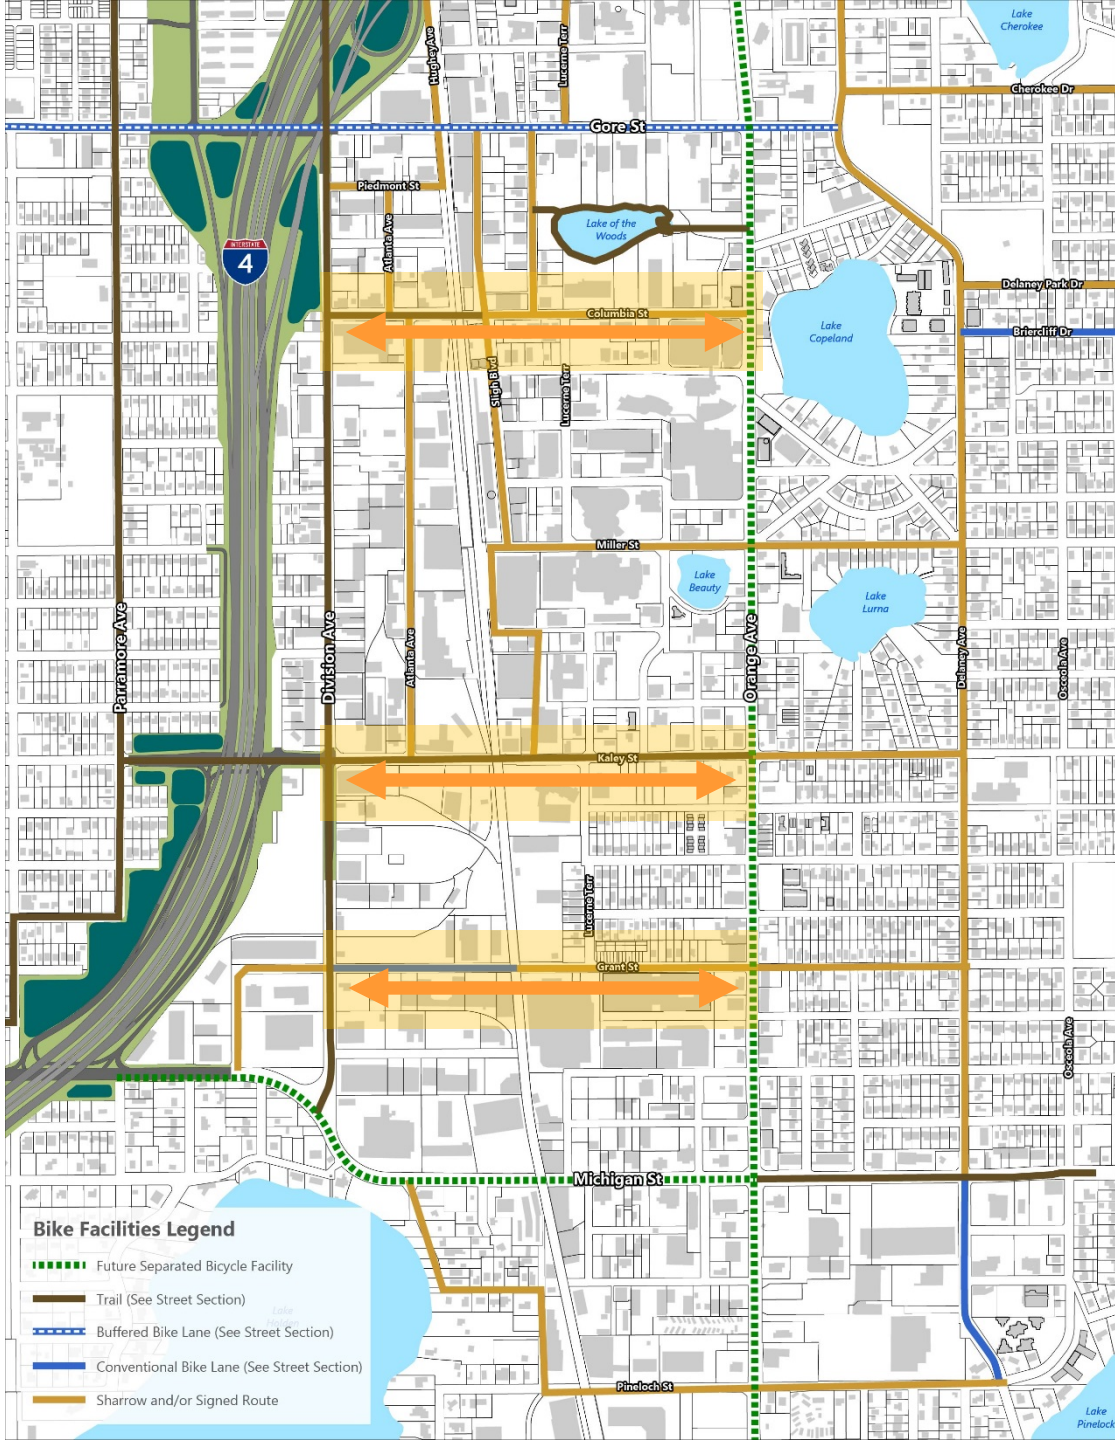 Lake
Cherokee
Hughey Ave
Lucerne Terr
Cherokee Dr
Gore St
Piedmont St
Atlanta Ave
Lake of the
Woods
INTERSTATE
4
Delaney Park Dr
Columbia St
Lake
Copeland
Briercliff Dr
Sligh Blvd
Lucerne Terr
Miller St
Lake
Beauty
Lake
Lurna
Parramore Ave
Division Ave
Atlanta Ave
Orange Ave
Delaney Ave
Osceola Ave
Kaley St
Lucerne Terr
Grant St
Osceola Ave
Michigan St
Bike Facilities Legend
Future Separated Bicycle Facility
Trail (See Street Section)
Lake
Holden
Buffered Bike Lane (See Street Section)
Conventional Bike Lane (See Street Section)
Sharrow and/or Signed Route
Pineloch St
Lake
Pineloch